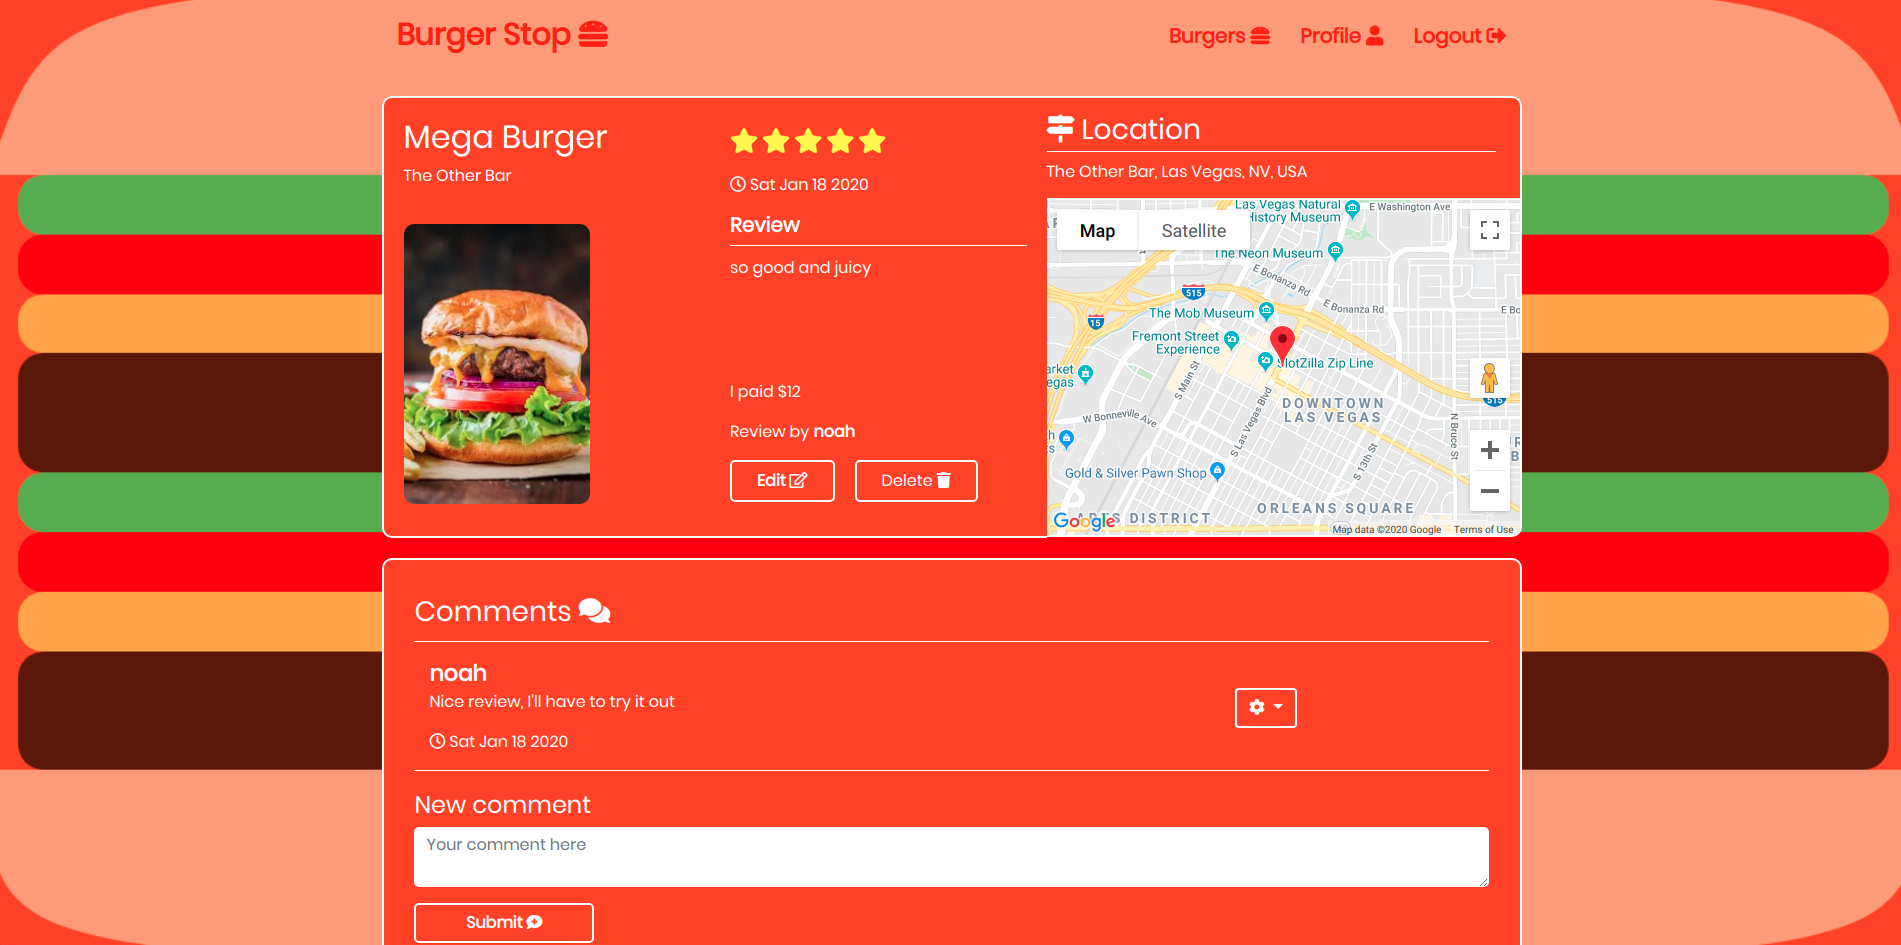 Burger Stop
Burgers
Profile
Logout
Mega Burger
The Other Bar
Sat Jan 18 2020
Review
so good and juicy
I paid $12
Review by noah
Edit
Delete
Location
The Other Bar, Las Vegas, NV, USA
Map
Satellite
Las Vegas Natural
History Museum
E Washington Ave
The Neon Museum
E Bonanza Rd
515
E Bonanza Rd
15
The Mob Museum
Fremont Street
Experience
SlotZilla Zip Line
S Main St
DOWNTOWN
LAS VEGAS
515
W Bonneville Ave
S Las Vegas Blvd
N Bruce St
S 13th St
Gold & Silver Pawn Shop
ORLEANS SQUARE
Google
ARTS DISTRICT
Map data ©2020 Google
Terms of Use
Comments
noah
Nice review, I'll have to try it out
Sat Jan 18 2020
New comment
Your comment here
Submit